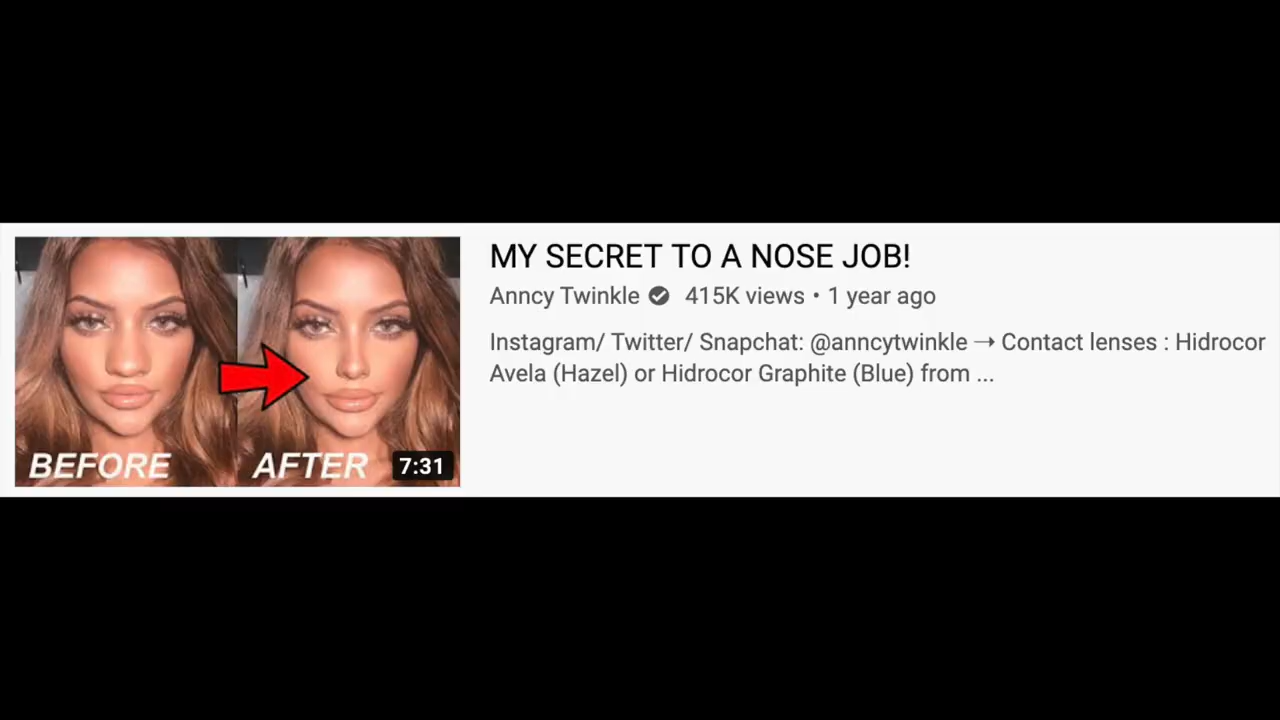 MY SECRET TO A NOSE JOB!
Anncy Twinkle 415K views • 1 year ago
Instagram/ Twitter/ Snapchat: @anncytwinkle → Contact lenses : Hidrocor
Avela (Hazel) or Hidrocor Graphite (Blue) from ...
BEFORE AFTER 7:31